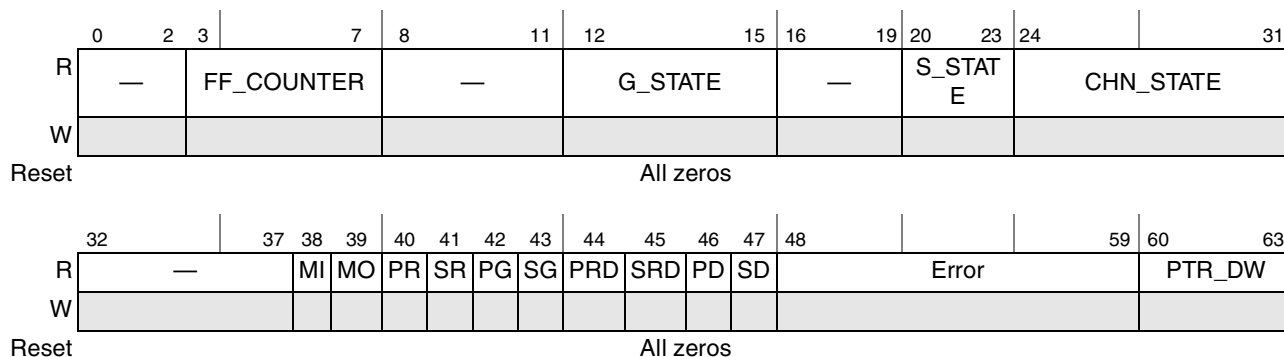 0 2 3 7 8 11 12 15 16 19 20 23 24 31
R — FF_COUNTER — G_STATE — S_STAT CHN_STATE
E
W
Reset All zeros
32 37 38 39 40 41 42 43 44 45 46 47 48 59 60 63
R — MI MO PR SR PG SG PRD SRD PD SD Error PTR_DW
W
Reset All zeros